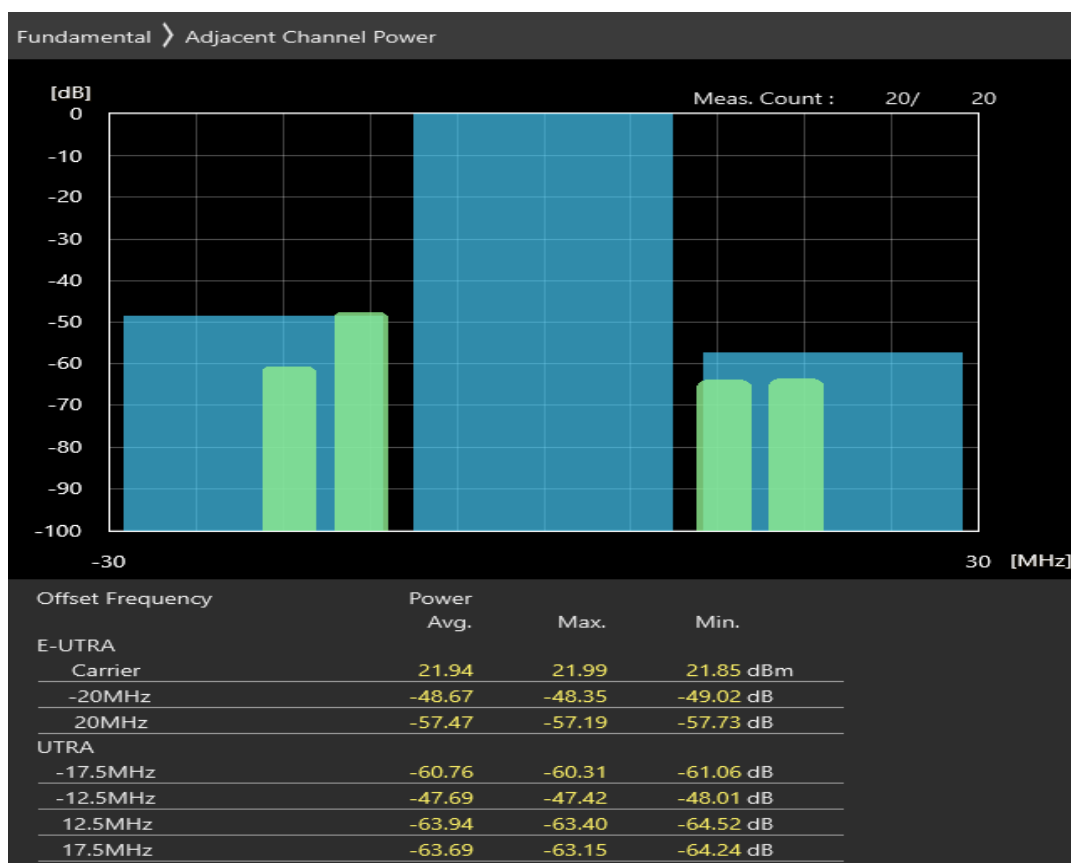 Fundamental ❯ Adjacent Channel Power
[dB]
Meas. Count : 20/ 20
0
-10
-20
-30
-40
-50
-60
-70
-80
-90
-100
-30 30 [MHz]
Offset Frequency Power
Avg. Max. Min.
E-UTRA
Carrier 21.94 21.99 21.85 dBm
-20MHz -48.67 -48.35 -49.02 dB
20MHz -57.47 -57.19 -57.73 dB
UTRA
-17.5MHz -60.76 -60.31 -61.06 dB
-12.5MHz -47.69 -47.42 -48.01 dB
12.5MHz -63.94 -63.40 -64.52 dB
17.5MHz -63.69 -63.15 -64.24 dB